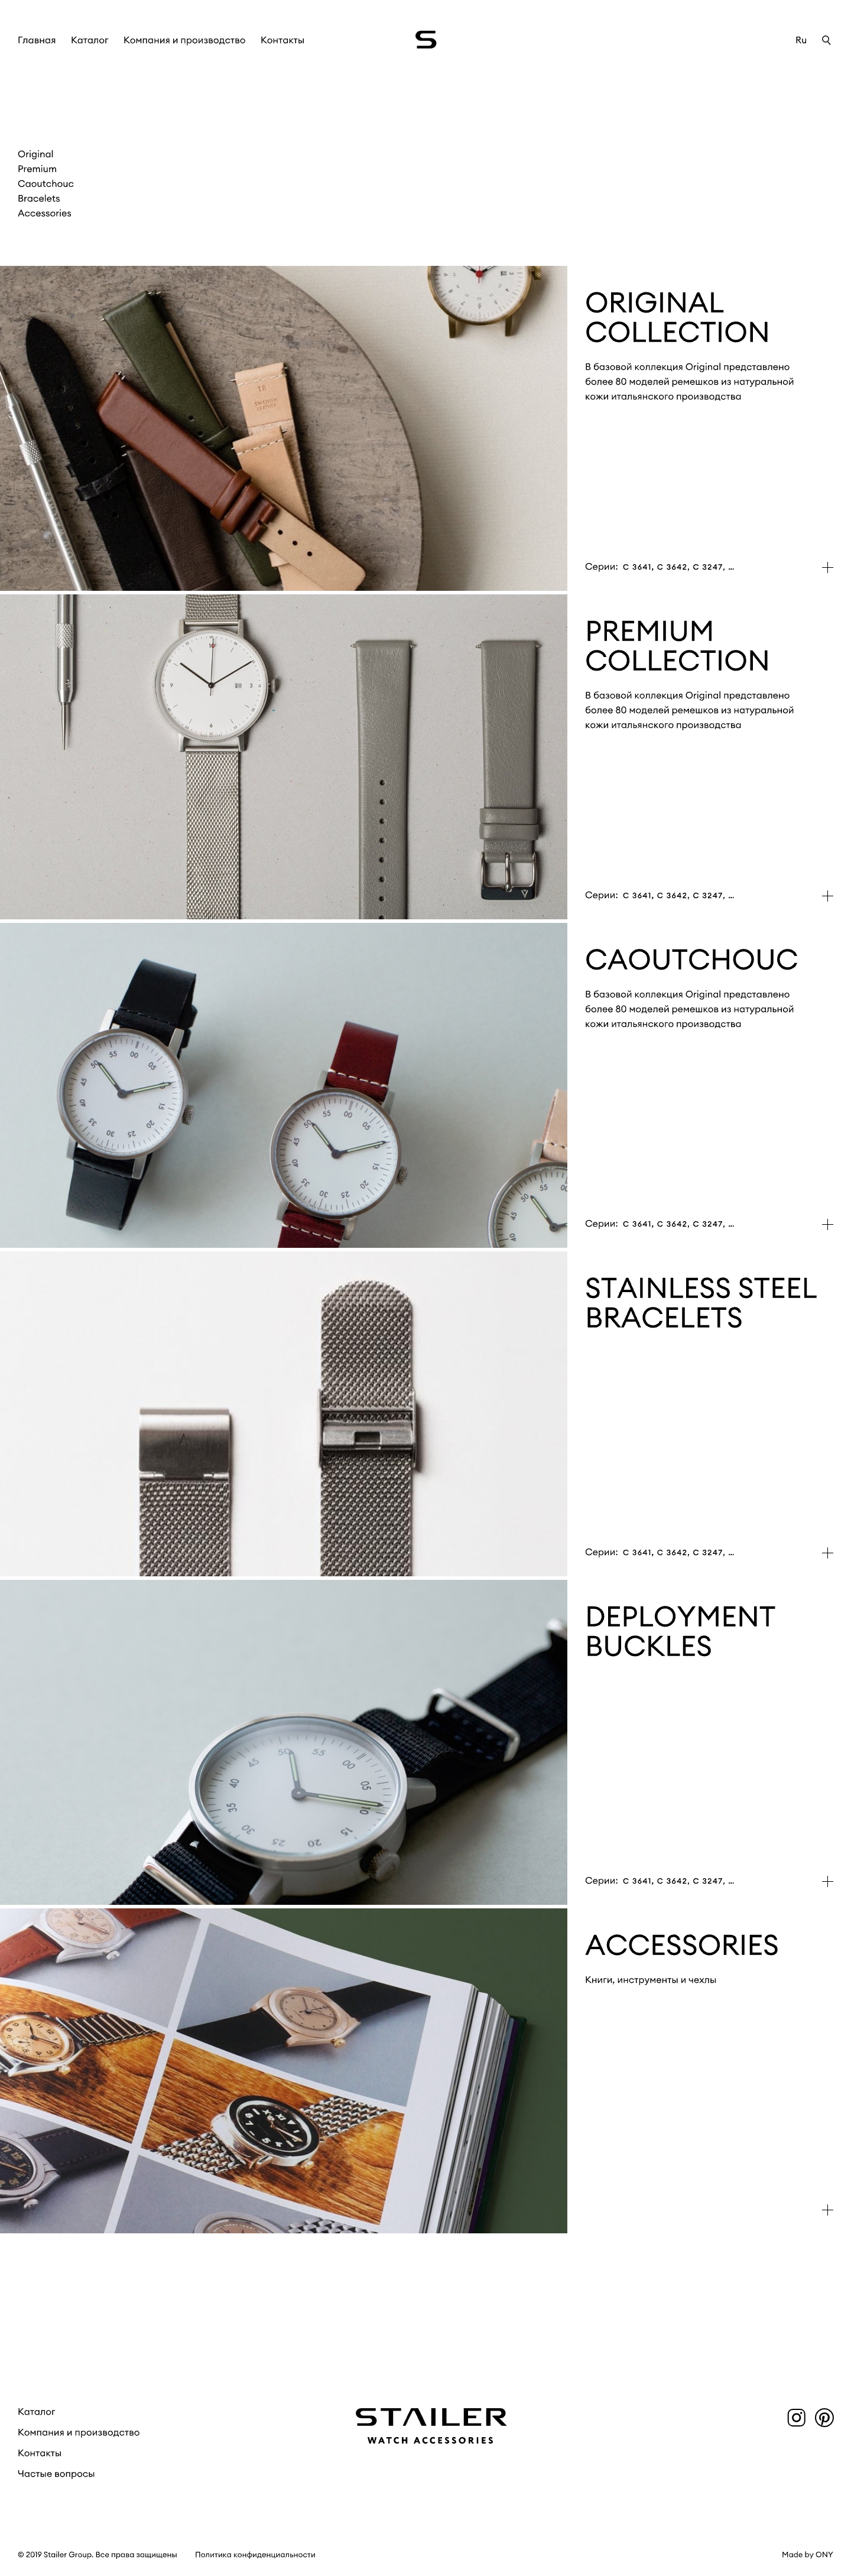 Главная Каталог Компания и производство Контакты
S
Ru
Original
Premium
Caoutchouc
Bracelets
Accessories
ORIGINAL
COLLECTION
В базовой коллекция Original представлено
более 80 моделей ремешков из натуральной
кожи итальянского производства
Серии: C 3641, C 3642, C 3247, ...
PREMIUM
COLLECTION
В базовой коллекция Original представлено
более 80 моделей ремешков из натуральной
кожи итальянского производства
Серии: C 3641, C 3642, C 3247, ...
CAOUTCHOUC
В базовой коллекция Original представлено
более 80 моделей ремешков из натуральной
кожи итальянского производства
Серии: C 3641, C 3642, C 3247, ...
STAINLESS STEEL
BRACELETS
Серии: C 3641, C 3642, C 3247, ...
DEPLOYMENT
BUCKLES
Серии: C 3641, C 3642, C 3247, ...
ACCESSORIES
Книги, инструменты и чехлы
Каталог
Компания и производство
Контакты
Частые вопросы
STAILER
WATCH ACCESSORIES
© 2019 Stailer Group. Все права защищены Политика конфиденциальности
Made by ONY